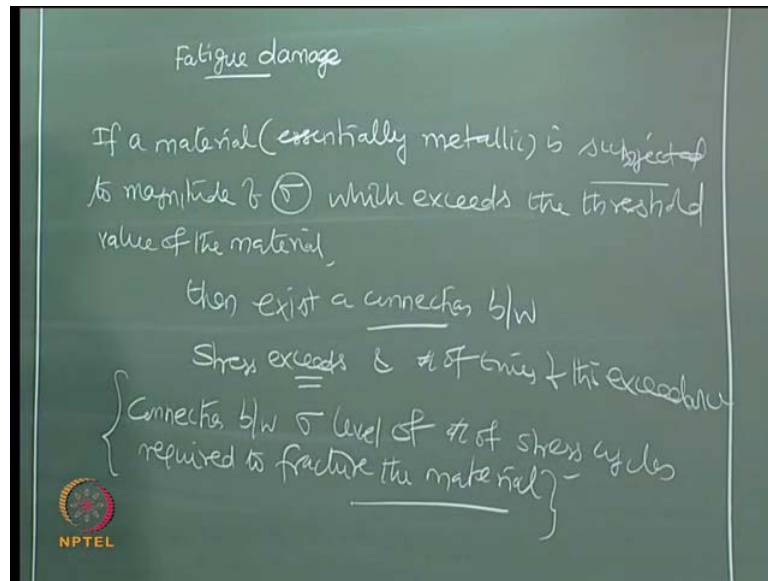 Fatigue damage
If a material (essentially metallic) is subjected
to magnitude of σ which exceeds the threshold
value of the material,
then exist a connection b/w
Stress exceeds & # of times of this exceedance
{Connection b/w σ level of # of stress cycles
required to fracture the material}
NPTEL